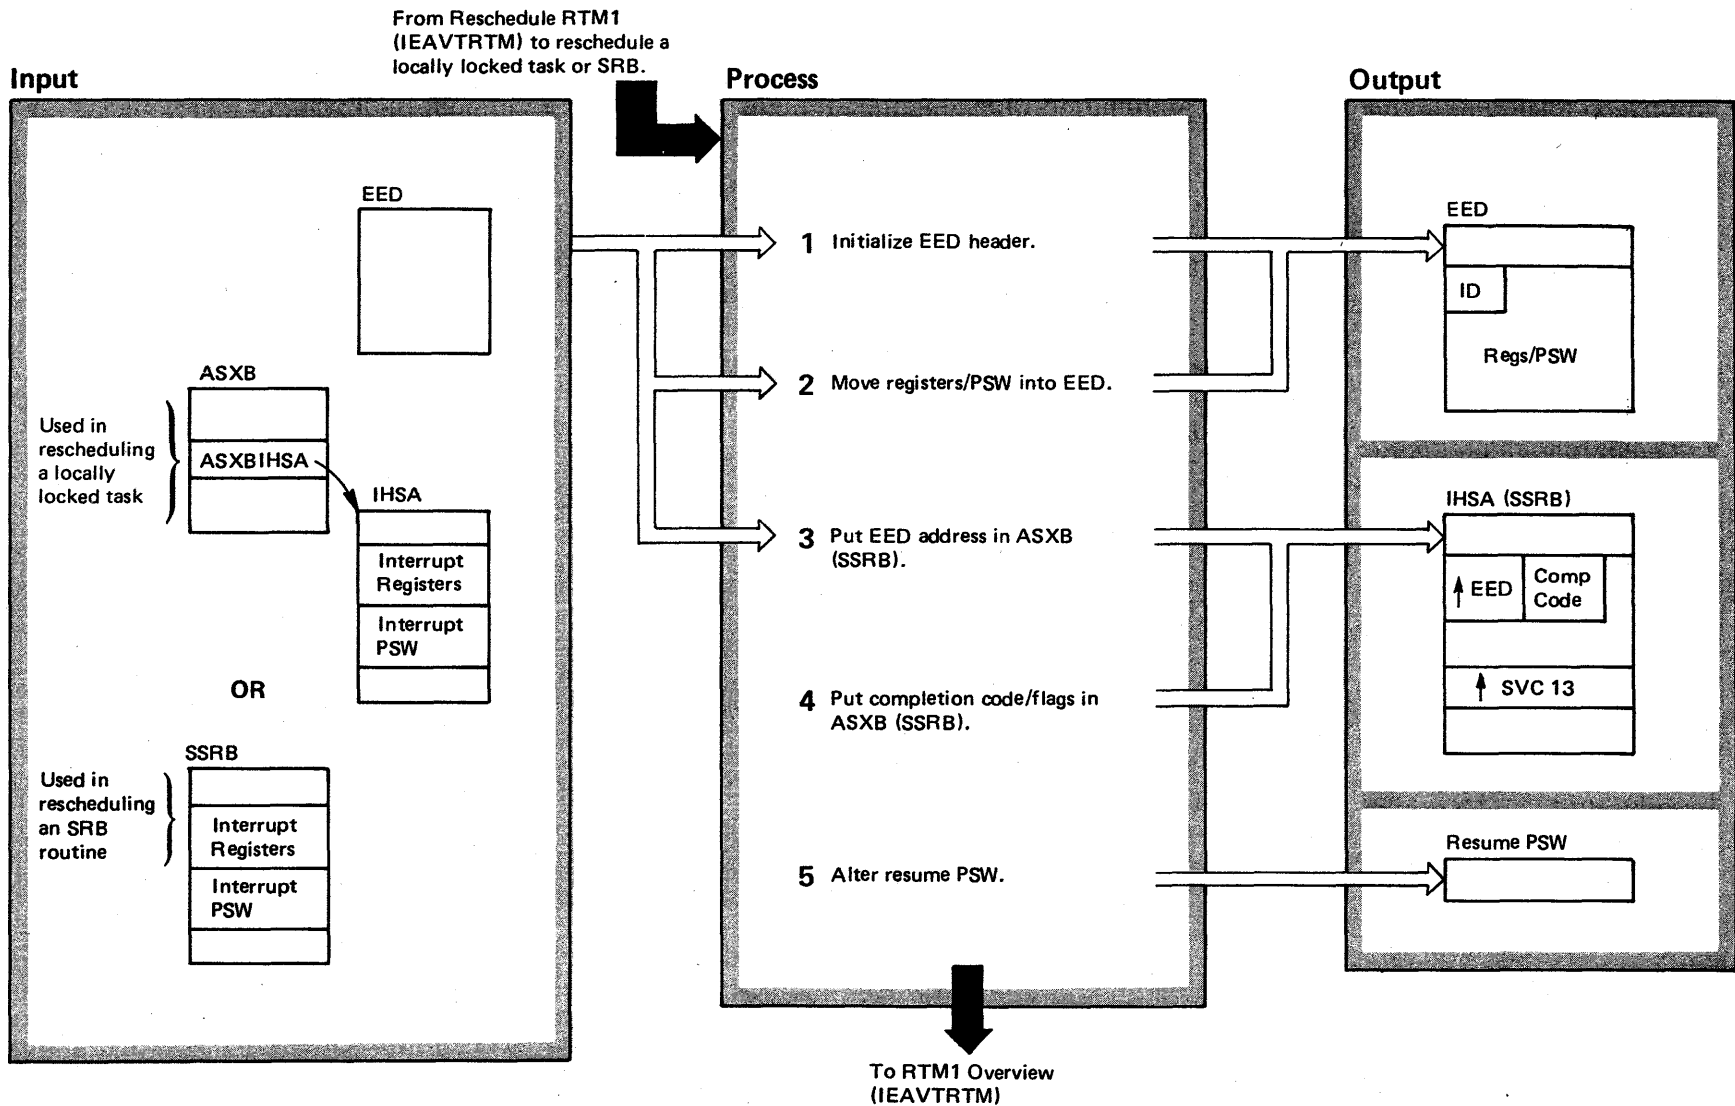 From Reschedule RTM1
(IEAVTRTM) to reschedule a
locally locked task or SRB.
Input
Process
Output
EED
ASXB
Used in
rescheduling
a locally
locked task
ASXBIHSA
IHSA
Interrupt
Registers
Interrupt
PSW
OR
SSRB
Used in
rescheduling
an SRB
routine
Interrupt
Registers
Interrupt
PSW
1 Initialize EED header.
2 Move registers/PSW into EED.
3 Put EED address in ASXB
(SSRB).
4 Put completion code/flags in
ASXB (SSRB).
5 Alter resume PSW.
To RTM1 Overview
(IEAVTRTM)
EED
ID
Regs/PSW
IHSA (SSRB)
EED
Comp
Code
SVC 13
Resume PSW